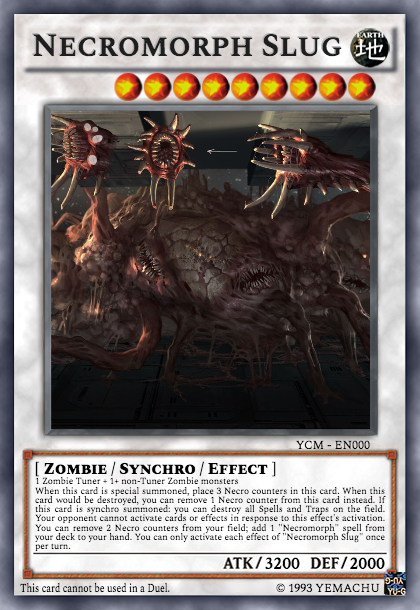 NECROMORPH SLUG
EARTH
地
YCM - EN000
[ ZOMBIE / SYNCHRO / EFFECT ]
1 Zombie Tuner + 1+ non-Tuner Zombie monsters
When this card is special summoned, place 3 Necro counters in this card. When this
card would be destroyed, you can remove 1 Necro counter from this card instead. If
this card is synchro summoned: you can destroy all Spells and Traps on the field.
Your opponent cannot activate cards or effects in response to this effect's activation.
You can remove 2 Necro counters from your field; add 1 "Necromorph" spell from
your deck to your hand. You can only activate each effect of "Necromorph Slug" once
per turn.
ATK/3200 DEF/2000
This card cannot be used in a Duel.
© 1993 YEMACHU